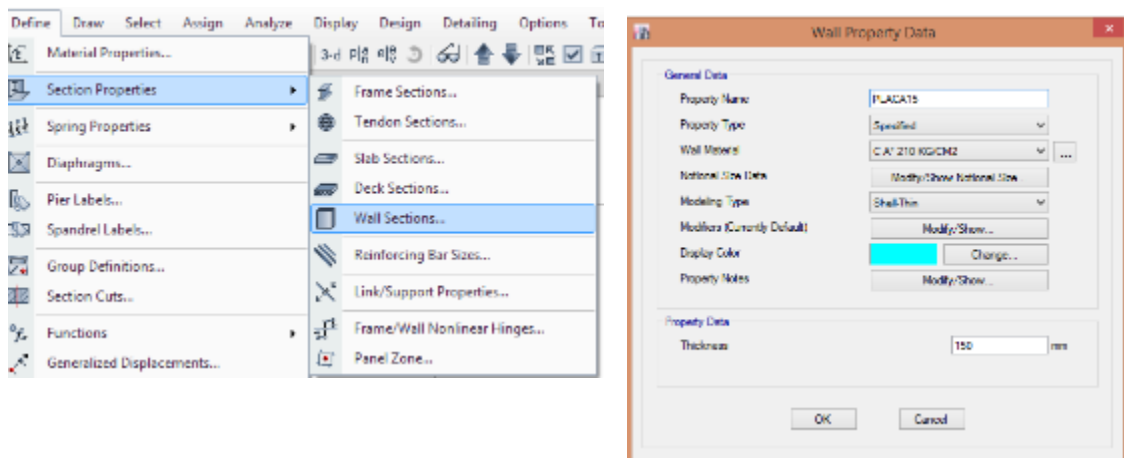 Define Draw Select Assign Analyze Display Design Detailing Options To
Material Properties...
3-d
Section Properties
Spring Properties
Diaphragms...
Pier Labels...
Spandrel Labels...
Group Definitions...
Section Cuts...
Functions
Generalized Displacements...
Frame Sections...
Tendon Sections...
Slab Sections...
Deck Sections...
Wall Sections...
Reinforcing Bar Sizes...
Link/Support Properties...
Frame/Wall Nonlinear Hinges...
Panel Zone...
Wall Property Data
General Data
Property Name PLACA15
Property Type Specified
Wall Material C A° 210 KG/CM2 ...
Notional Size Data Modify/Show Notional Size
Modeling Type Shell-Thin
Modifiers (Currently Default) Modify/Show...
Display Color Change...
Property Notes Modify/Show...
Property Data
Thickness 150 mm
OK Cancel